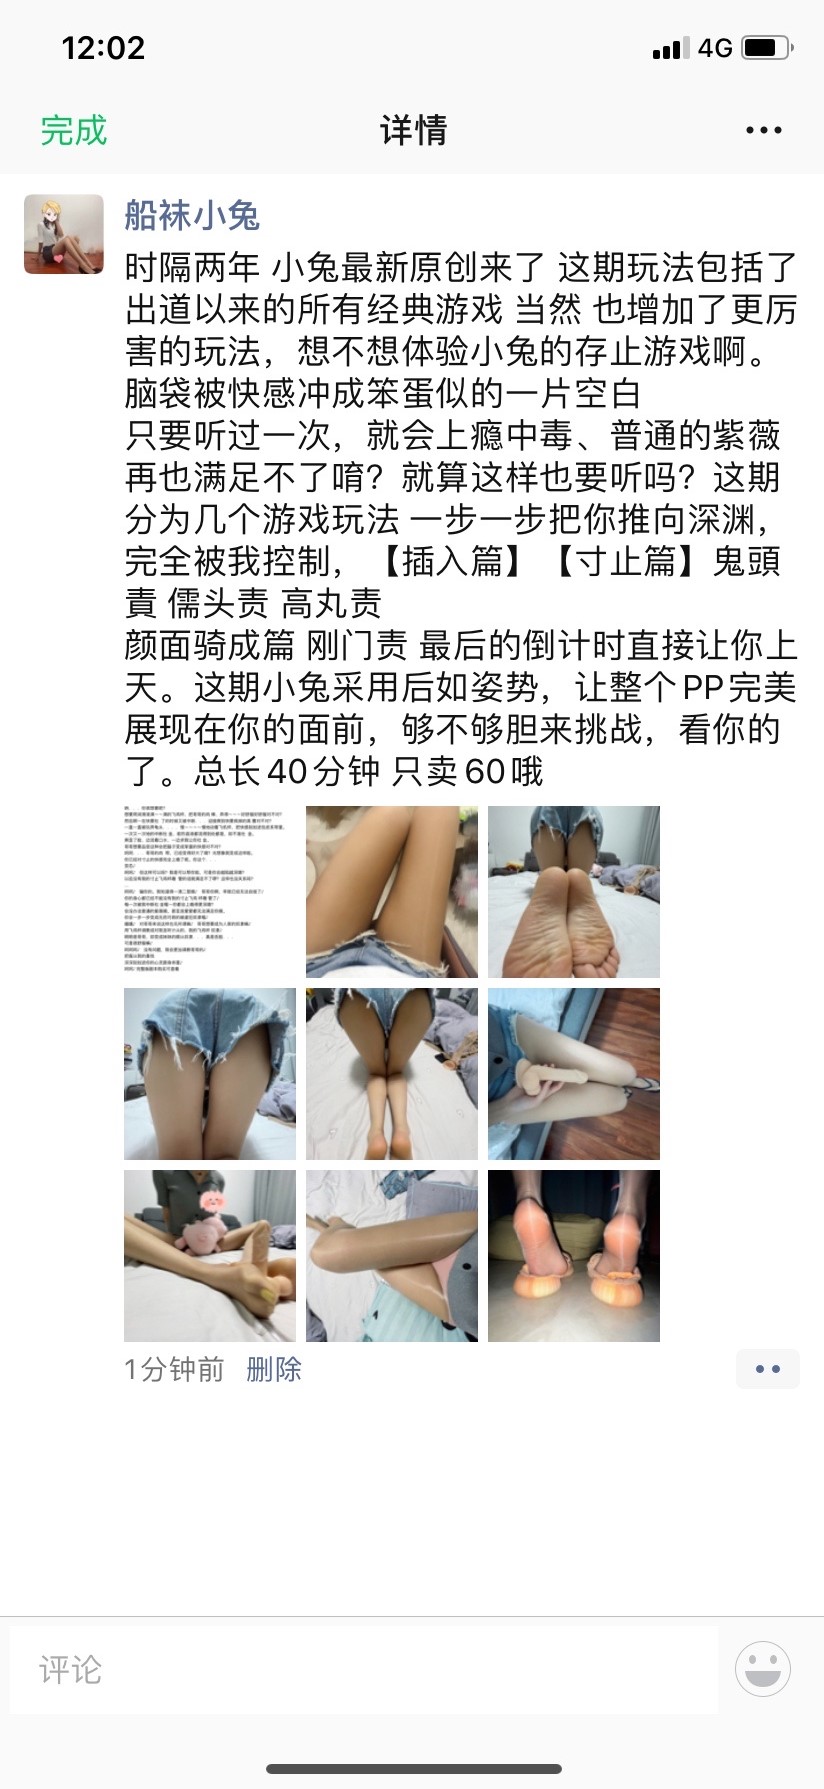 12:02
4G
完成
详情
船袜小兔
时隔两年 小兔最新原创来了 这期玩法包括了
出道以来的所有经典游戏 当然 也增加了更厉
害的玩法，想不想体验小兔的存止游戏啊。
脑袋被快感冲成笨蛋似的一片空白
只要听过一次，就会上瘾中毒、普通的紫薇
再也满足不了唷？就算这样也要听吗？这期
分为几个游戏玩法 一步一步把你推向深渊，
完全被我控制，【插入篇】【寸止篇】鬼頭
責 儒头责 高丸责
颜面骑成篇 刚门责 最后的倒计时直接让你上
天。这期小兔采用后如姿势，让整个PP完美
展现在你的面前，够不够胆来挑战，看你的
了。总长40分钟 只卖60哦
1分钟前
删除
评论